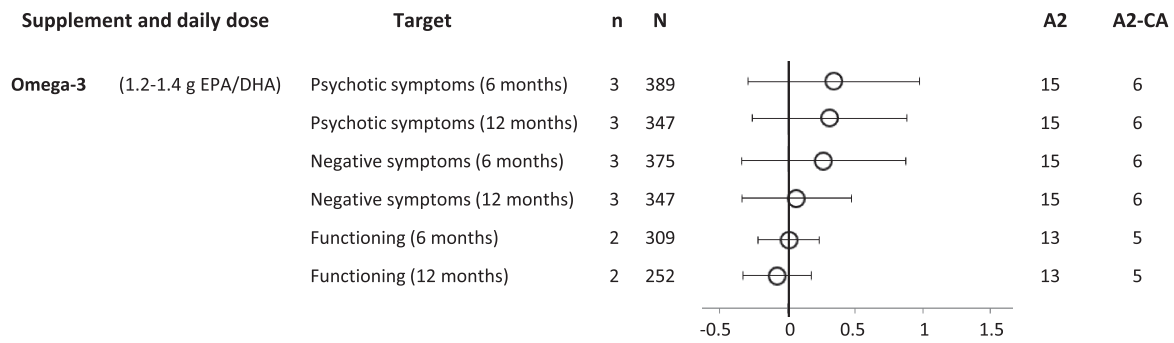 Supplement and daily dose Target n N A2 A2-CA
Omega-3 (1.2-1.4 g EPA/DHA) Psychotic symptoms (6 months) 3 389 15 6
Psychotic symptoms (12 months) 3 347 15 6
Negative symptoms (6 months) 3 375 15 6
Negative symptoms (12 months) 3 347 15 6
Functioning (6 months) 2 309 13 5
Functioning (12 months) 2 252 13 5
-0.5 0 0.5 1 1.5